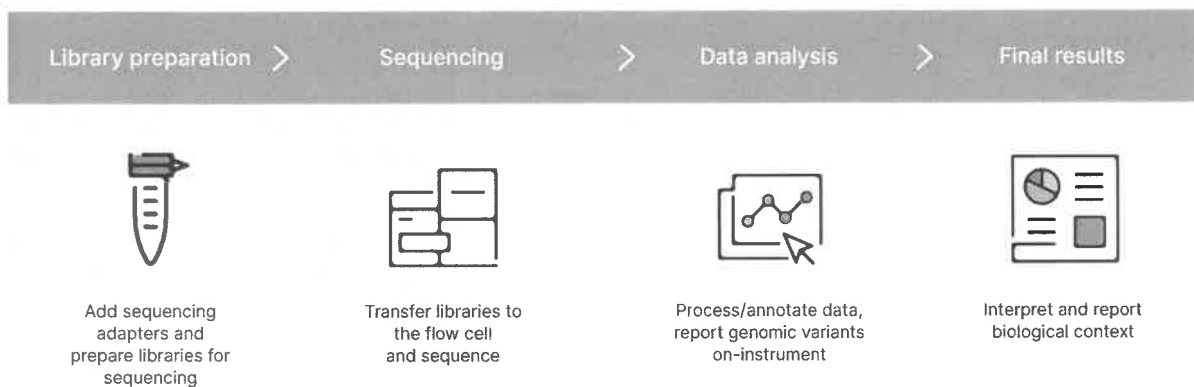 Library preparation
Sequencing
Data analysis
Final results
Add sequencing
adapters and
prepare libraries for
sequencing
Transfer libraries to
the flow cell
and sequence
Process/annotate data,
report genomic variants
on-instrument
Interpret and report
biological context